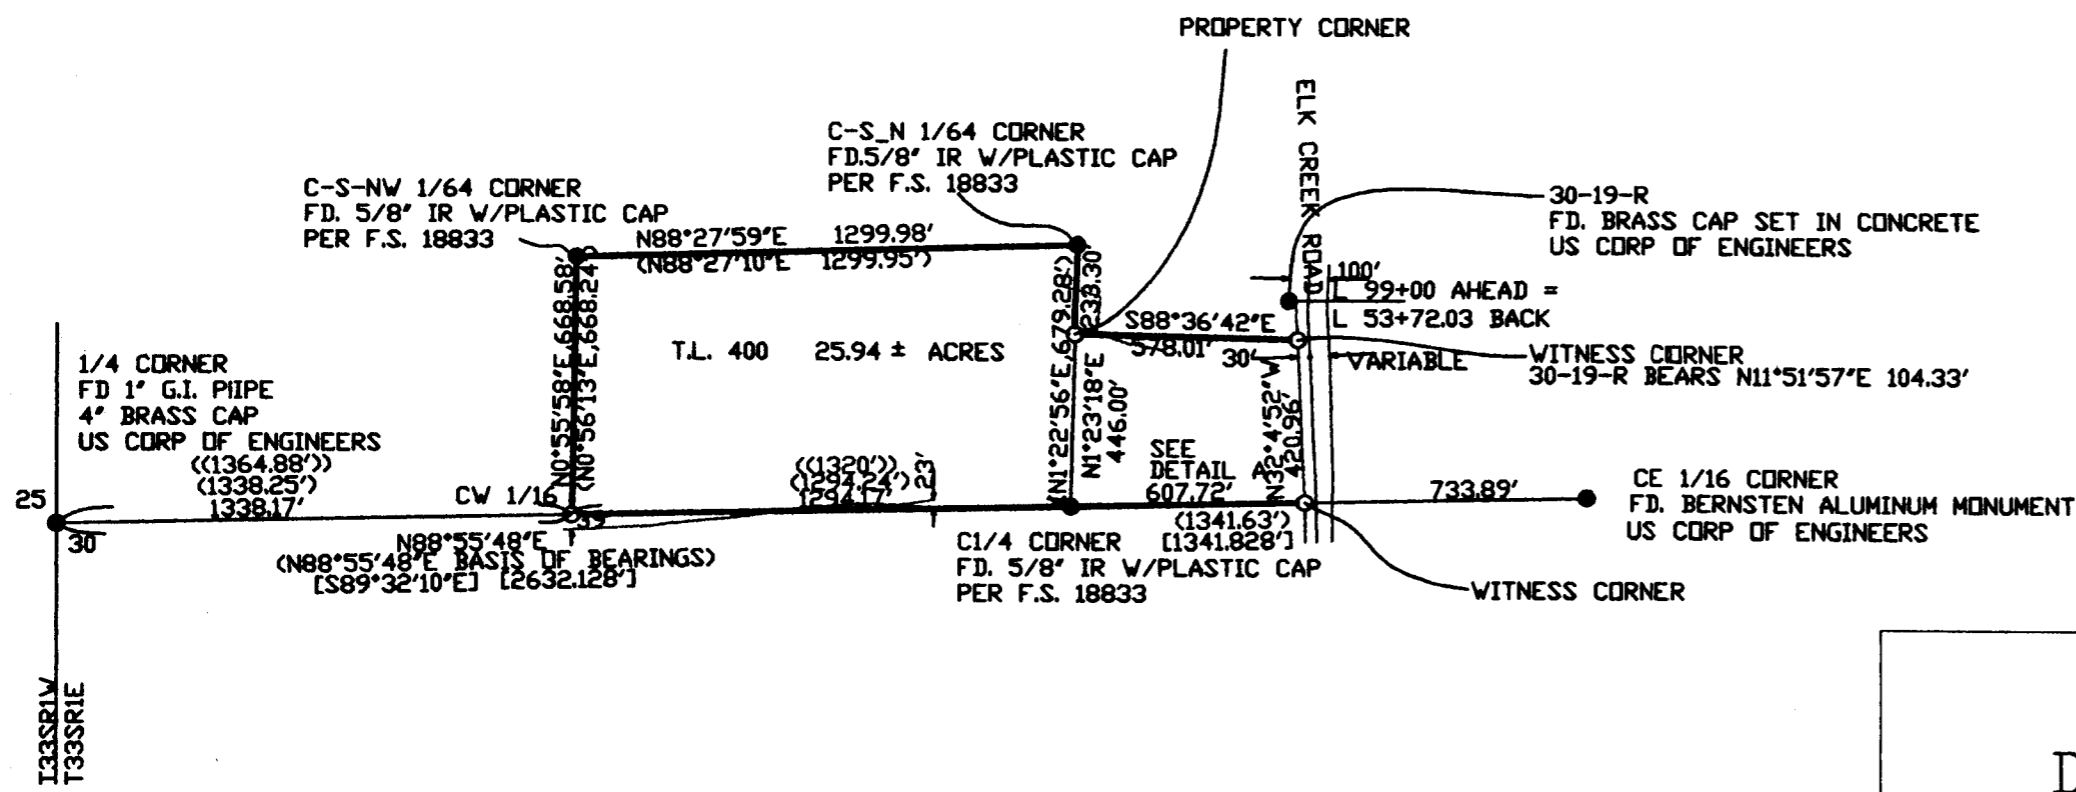 PROPERTY CORNER
ELK CREEK ROAD
C-S_N 1/64 CORNER
FD.5/8" IR W/PLASTIC CAP
PER F.S. 18833
C-S-NW 1/64 CORNER
FD. 5/8" IR W/PLASTIC CAP
PER F.S. 18833
30-19-R
FD. BRASS CAP SET IN CONCRETE
US CORP OF ENGINEERS
N88°27'59"E 1299.98'
(N88°27'10"E 1299.95')
N0°55'58"E,668.58'
(N0°56'13"E,668.24')
T.L. 400 25.94 ± ACRES
(N1°22'56"E,679.28')
233.30'
N1°23'18"E
446.00'
100'
L 99+00 AHEAD =
L 53+72.03 BACK
S88°36'42"E
578.01'
30'
VARIABLE
WITNESS CORNER
30-19-R BEARS N11°51'57"E 104.33'
N32°4'52"W
420.96'
1/4 CORNER
FD 1" G.I. PIIPE
4" BRASS CAP
US CORP OF ENGINEERS
((1364.88'))
(1338.25')
1338.17'
25
30
CW 1/16
((1320'))
(1294.24')
1294.17'
23'
SEE
DETAIL A
607.72'
733.89'
CE 1/16 CORNER
FD. BERNSTEN ALUMINUM MONUMENT
US CORP OF ENGINEERS
(1341.63')
[1341.828']
N88°55'48"E
(N88°55'48"E BASIS OF BEARINGS)
[S89°32'10"E] [2632.128']
C1/4 CORNER
FD. 5/8" IR W/PLASTIC CAP
PER F.S. 18833
WITNESS CORNER
T33SR1W
T33SR1E
D